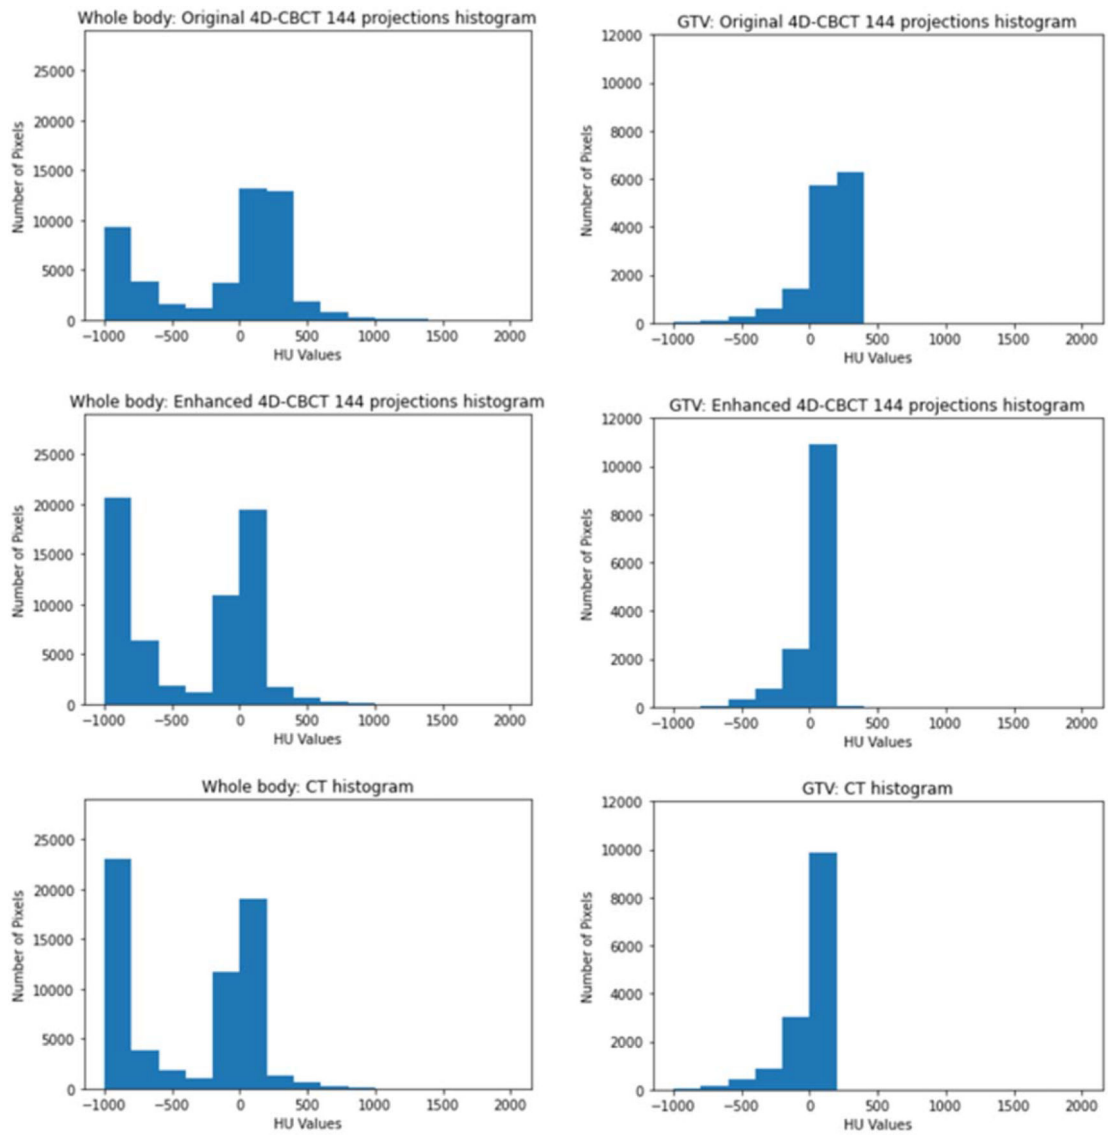 Whole body: Original 4D-CBCT 144 projections histogram
25000
20000
15000
10000
5000
0
Number of Pixels
−1000 −500 0 500 1000 1500 2000
HU Values
GTV: Original 4D-CBCT 144 projections histogram
12000
10000
8000
6000
4000
2000
0
Number of Pixels
−1000 −500 0 500 1000 1500 2000
HU Values
Whole body: Enhanced 4D-CBCT 144 projections histogram
25000
20000
15000
10000
5000
0
Number of Pixels
−1000 −500 0 500 1000 1500 2000
HU Values
GTV: Enhanced 4D-CBCT 144 projections histogram
12000
10000
8000
6000
4000
2000
0
Number of Pixels
−1000 −500 0 500 1000 1500 2000
HU Values
Whole body: CT histogram
25000
20000
15000
10000
5000
0
Number of Pixels
−1000 −500 0 500 1000 1500 2000
HU Values
GTV: CT histogram
12000
10000
8000
6000
4000
2000
0
Number of Pixels
−1000 −500 0 500 1000 1500 2000
HU Values